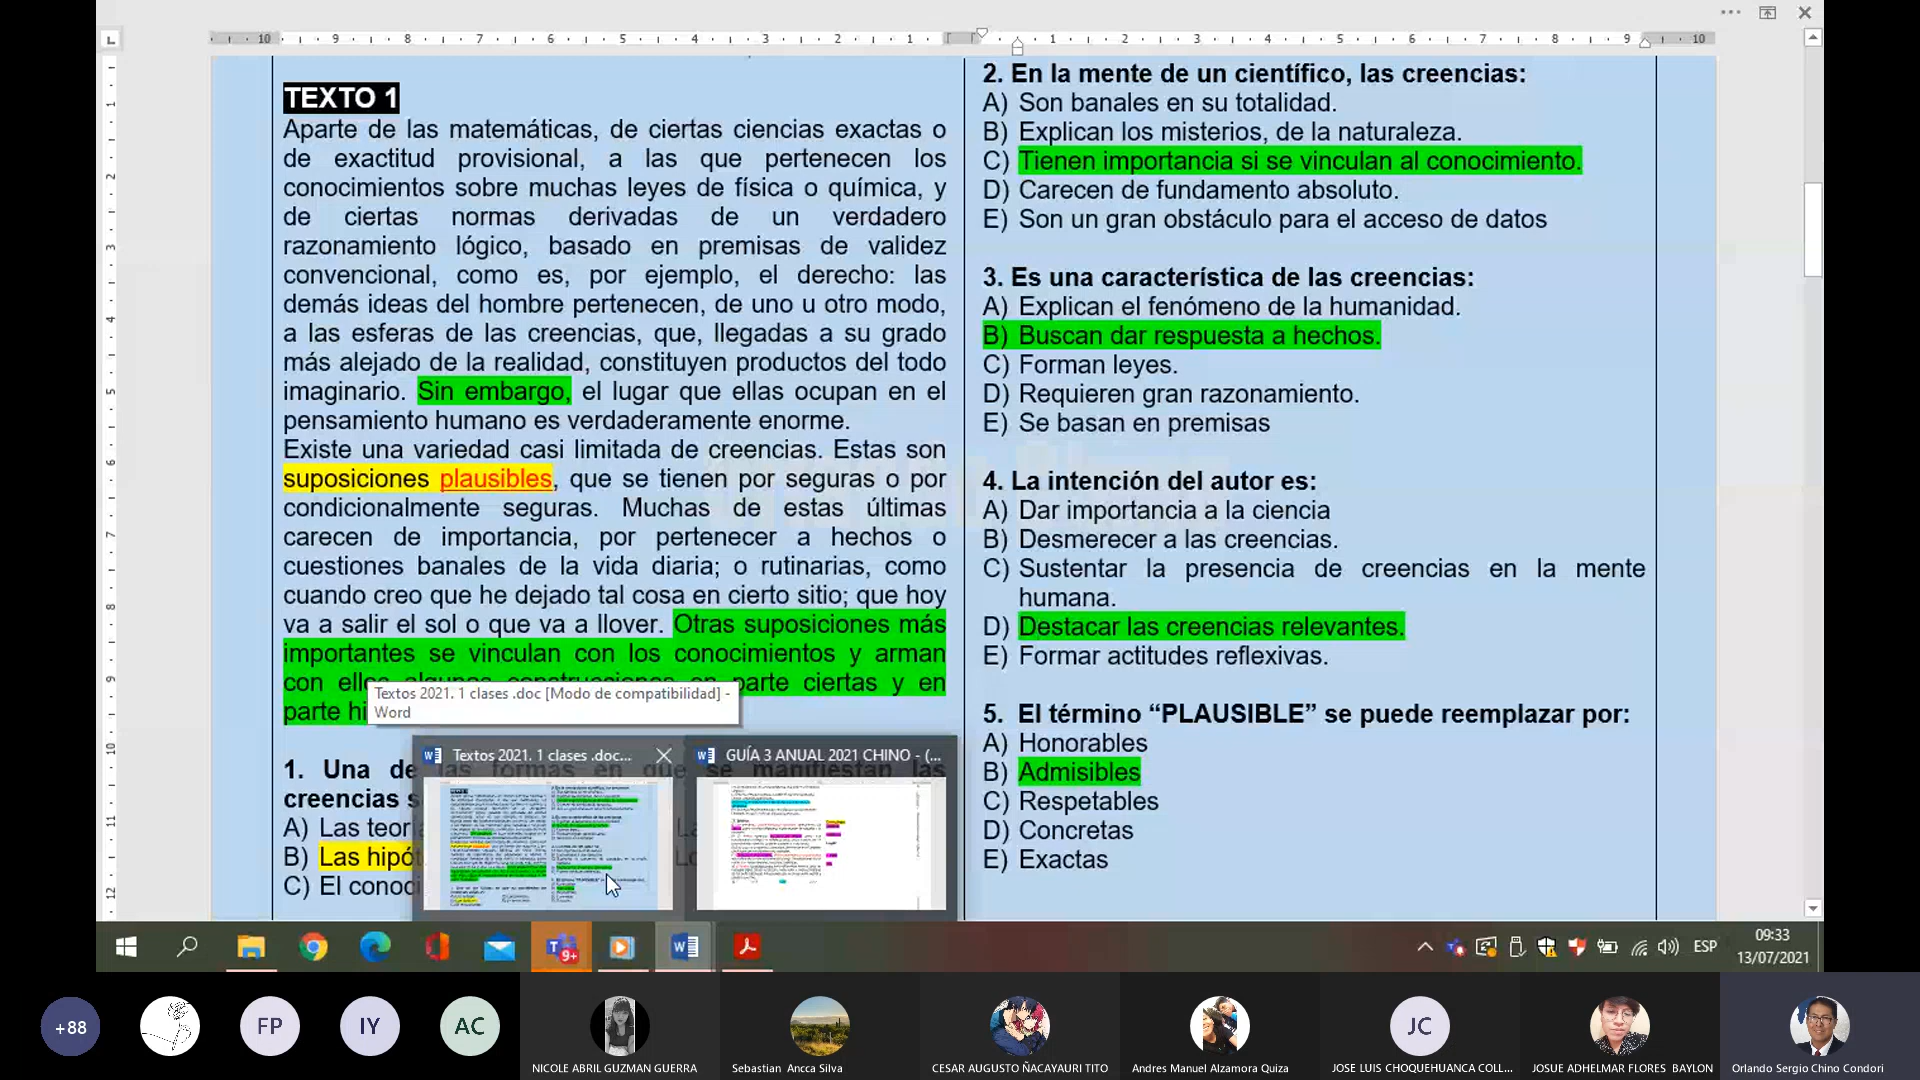 TEXTO 1
Aparte de las matemáticas, de ciertas ciencias exactas o
de exactitud provisional, a las que pertenecen los
conocimientos sobre muchas leyes de física o química, y
de ciertas normas derivadas de un verdadero
razonamiento lógico, basado en premisas de validez
convencional, como es, por ejemplo, el derecho: las
demás ideas del hombre pertenecen, de uno u otro modo,
a las esferas de las creencias, que, llegadas a su grado
más alejado de la realidad, constituyen productos del todo
imaginario. Sin embargo, el lugar que ellas ocupan en el
pensamiento humano es verdaderamente enorme.
Existe una variedad casi limitada de creencias. Estas son
suposiciones plausibles, que se tienen por seguras o por
condicionalmente seguras. Muchas de estas últimas
carecen de importancia, por pertenecer a hechos o
cuestiones banales de la vida diaria; o rutinarias, como
cuando creo que he dejado tal cosa en cierto sitio; que hoy
va a salir el sol o que va a llover. Otras suposiciones más
importantes se vinculan con los conocimientos y arman
con ellos algunas construcciones en parte ciertas y en
parte hi
Textos 2021. 1 clases .doc [Modo de compatibilidad] -
Word
1. Una de las formas en que se manifiestan las
creencias s
A) Las teor
B) Las hipót
C) El conoci
Textos 2021. 1 clases .doc...
GUÍA 3 ANUAL 2021 CHINO - (...
2. En la mente de un científico, las creencias:
A) Son banales en su totalidad.
B) Explican los misterios, de la naturaleza.
C) Tienen importancia si se vinculan al conocimiento.
D) Carecen de fundamento absoluto.
E) Son un gran obstáculo para el acceso de datos
3. Es una característica de las creencias:
A) Explican el fenómeno de la humanidad.
B) Buscan dar respuesta a hechos.
C) Forman leyes.
D) Requieren gran razonamiento.
E) Se basan en premisas
4. La intención del autor es:
A) Dar importancia a la ciencia
B) Desmerecer a las creencias.
C) Sustentar la presencia de creencias en la mente
humana.
D) Destacar las creencias relevantes.
E) Formar actitudes reflexivas.
5. El término “PLAUSIBLE” se puede reemplazar por:
A) Honorables
B) Admisibles
C) Respetables
D) Concretas
E) Exactas
9+
ESP
09:33
13/07/2021
+88
FP
IY
AC
JC
NICOLE ABRIL GUZMAN GUERRA
Sebastian Ancca Silva
CESAR AUGUSTO ÑACAYAURI TITO
Andres Manuel Alzamora Quiza
JOSE LUIS CHOQUEHUANCA COLL...
JOSUE ADHELMAR FLORES BAYLON
Orlando Sergio Chino Condori